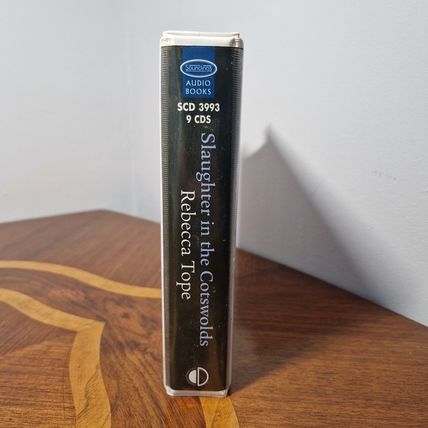 Soundings
AUDIO
BOOKS
SCD 3993
9 CDS
Slaughter in the Cotswolds
Rebecca Tope